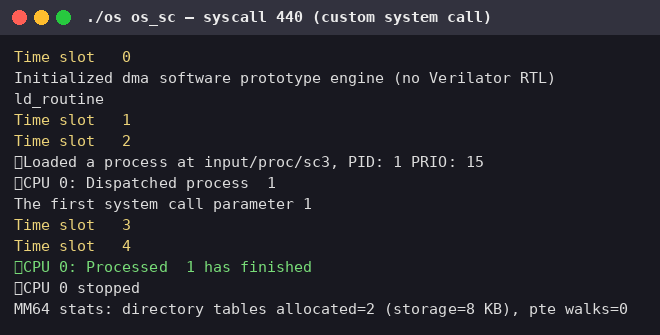 ./os os_sc — syscall 440 (custom system call)
Time slot   0
Initialized dma software prototype engine (no Verilator RTL)
ld_routine
Time slot   1
Time slot   2
Loaded a process at input/proc/sc3, PID: 1 PRIO: 15
CPU 0: Dispatched process  1
The first system call parameter 1
Time slot   3
Time slot   4
CPU 0: Processed  1 has finished
CPU 0 stopped
MM64 stats: directory tables allocated=2 (storage=8 KB), pte walks=0